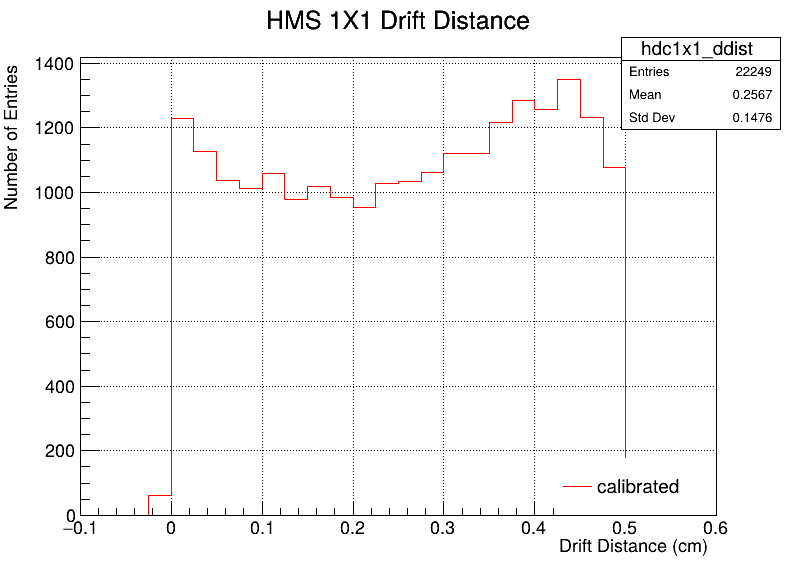 HMS 1X1 Drift Distance
hdc1x1_ddist
Entries 22249
Mean 0.2567
Std Dev 0.1476
Number of Entries
1400
1200
1000
800
600
400
200
0
calibrated
−0.1 0 0.1 0.2 0.3 0.4 0.5 0.6
Drift Distance (cm)